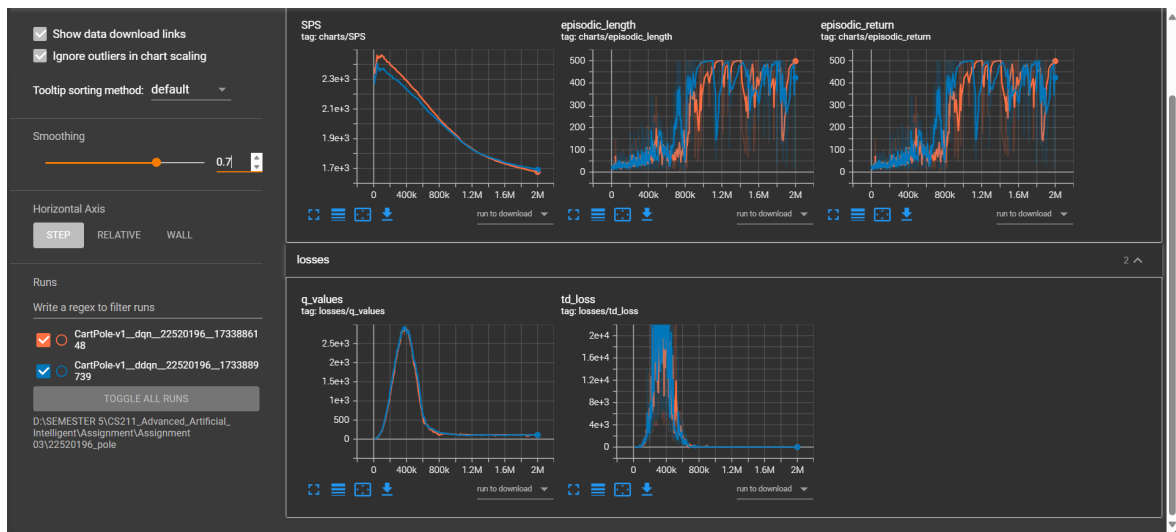 Show data download links
Ignore outliers in chart scaling
Tooltip sorting method: default
Smoothing
0.7
Horizontal Axis
STEP RELATIVE WALL
Runs
Write a regex to filter runs
CartPole-v1__dqn__22520196__17338861
48
CartPole-v1__ddqn__22520196__1733889
739
TOGGLE ALL RUNS
D:\SEMESTER 5\CS211_Advanced_Artificial_
Intelligent\Assignment\Assignment
03\22520196_pole
SPS
tag: charts/SPS
2.3e+3
2.1e+3
1.9e+3
1.7e+3
0 400k 800k 1.2M 1.6M 2M
run to download
episodic_length
tag: charts/episodic_length
500
400
300
200
100
0
0 400k 800k 1.2M 1.6M 2M
run to download
episodic_return
tag: charts/episodic_return
500
400
300
200
100
0
0 400k 800k 1.2M 1.6M 2M
run to download
losses
2
q_values
tag: losses/q_values
2.5e+3
2e+3
1.5e+3
1e+3
500
0
0 400k 800k 1.2M 1.6M 2M
run to download
td_loss
tag: losses/td_loss
2e+4
1.6e+4
1.2e+4
8e+3
4e+3
0
0 400k 800k 1.2M 1.6M 2M
run to download